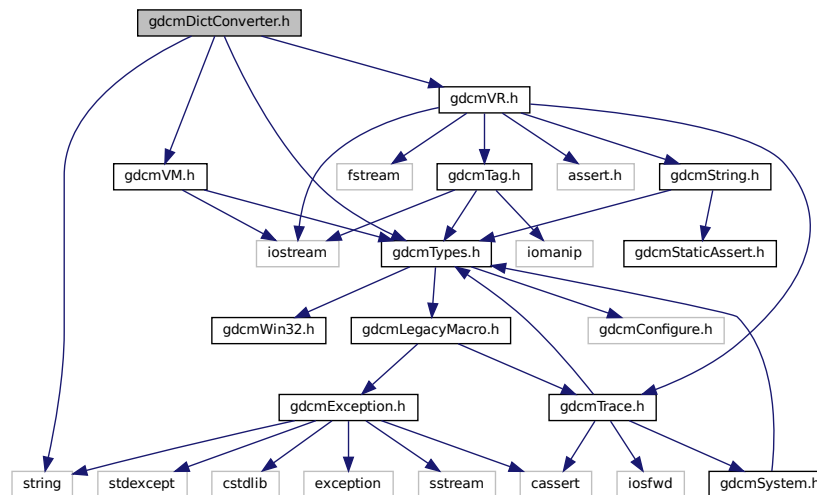 gdcmDictConverter.h
gdcmVR.h
gdcmVM.h
fstream
gdcmTag.h
assert.h
gdcmString.h
iostream
gdcmTypes.h
iomanip
gdcmStaticAssert.h
gdcmWin32.h
gdcmLegacyMacro.h
gdcmConfigure.h
gdcmException.h
gdcmTrace.h
string
stdexcept
cstdlib
exception
sstream
cassert
iosfwd
gdcmSystem.h